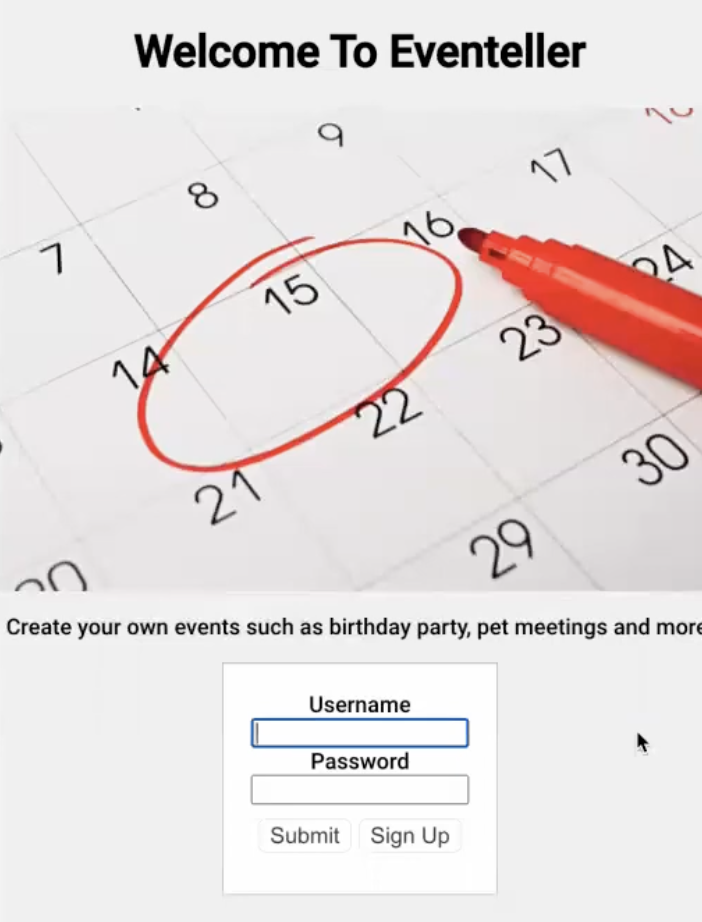 Welcome To Eventeller
9
17
8
16
7
24
15
23
14
22
30
21
29
Create your own events such as birthday party, pet meetings and more
Username
Password
Submit Sign Up